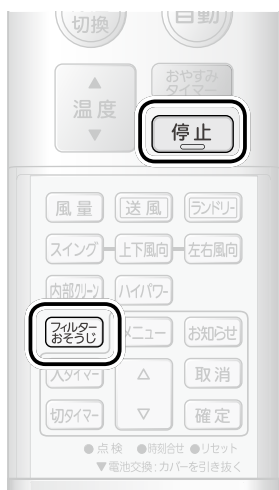 切換
自動
▲
温度
▼
おやすみ
タイマー
停止
風量
送風
ランドリー
スイング
上下風向
左右風向
内部クリーン
ハイパワー
フィルター
おそうじ
メニュー
お知らせ
入タイマー
△
取消
切タイマー
▽
確定
●点検 ●時刻合せ ●リセット
▼電池交換:カバーを引き抜く